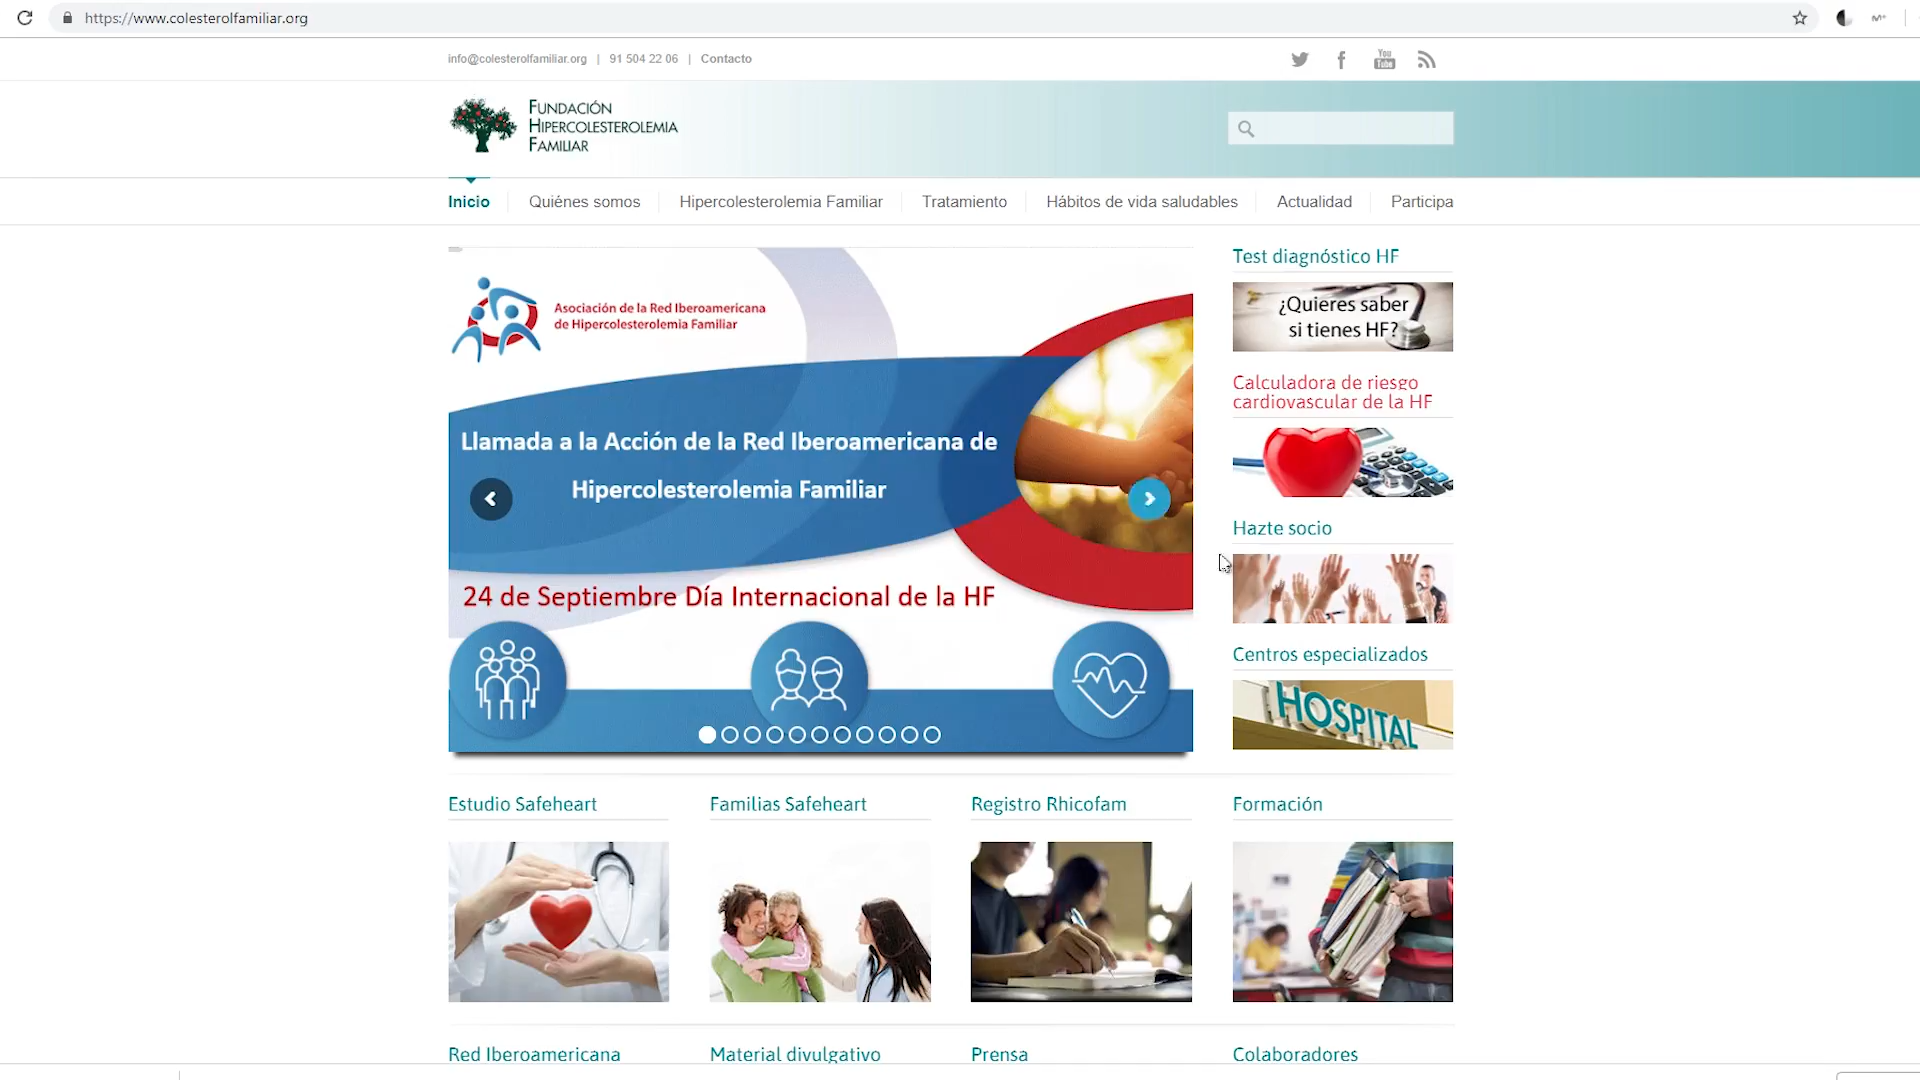 https://www.colesterolfamiliar.org
info@colesterolfamiliar.org | 91 504 22 06 | Contacto
You
Tube
FUNDACIÓN
HIPERCOLESTEROLEMIA
FAMILIAR
Inicio
Quiénes somos
Hipercolesterolemia Familiar
Tratamiento
Hábitos de vida saludables
Actualidad
Participa
Asociación de la Red Iberoamericana
de Hipercolesterolemia Familiar
Llamada a la Acción de la Red Iberoamericana de
Hipercolesterolemia Familiar
24 de Septiembre Día Internacional de la HF
Test diagnóstico HF
¿Quieres saber
si tienes HF?
Calculadora de riesgo
cardiovascular de la HF
Hazte socio
Centros especializados
HOSPITAL
Estudio Safeheart
Familias Safeheart
Registro Rhicofam
Formación
Red Iberoamericana
Material divulgativo
Prensa
Colaboradores